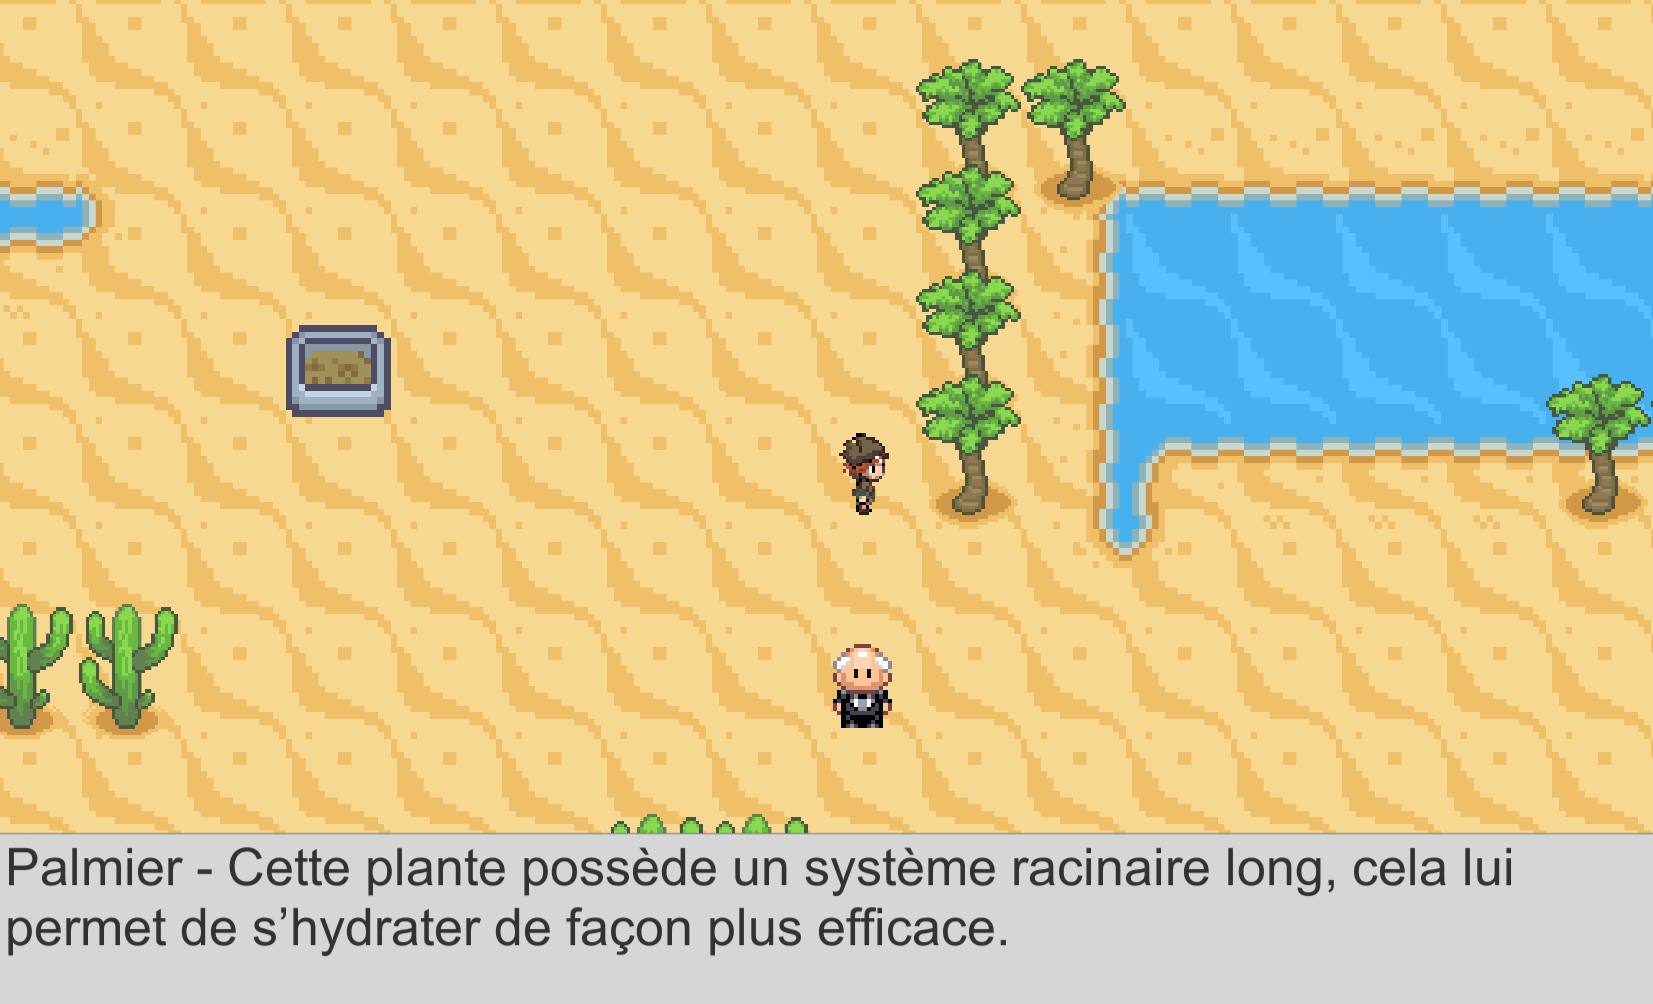 Palmier - Cette plante possède un système racinaire long, cela lui
permet de s’hydrater de façon plus efficace.